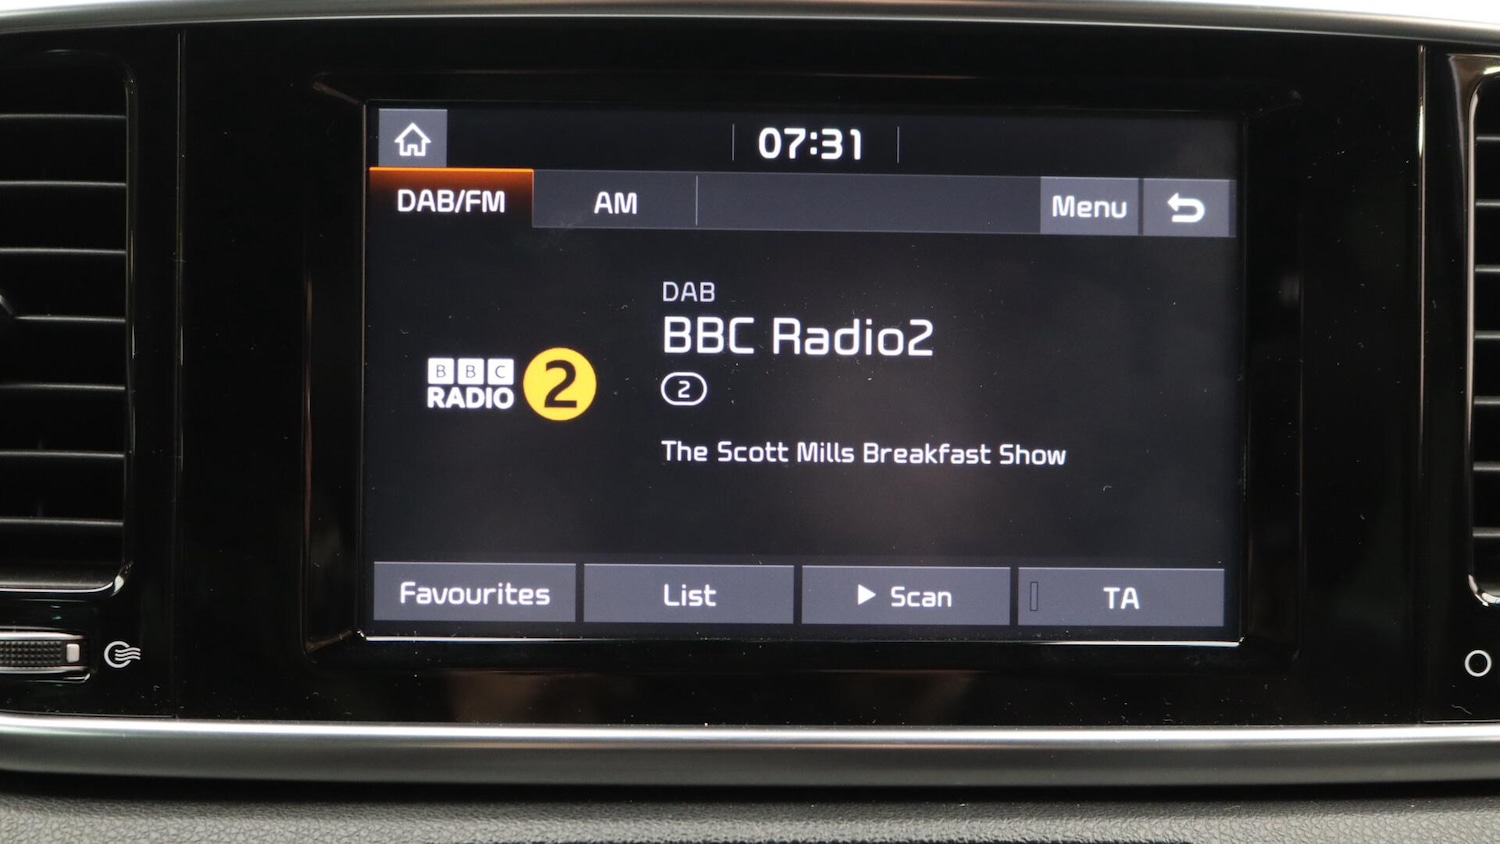 07:31
DAB/FM
AM
Menu
DAB
BBC Radio2
BBC
RADIO 2
2
The Scott Mills Breakfast Show
Favourites
List
Scan
TA